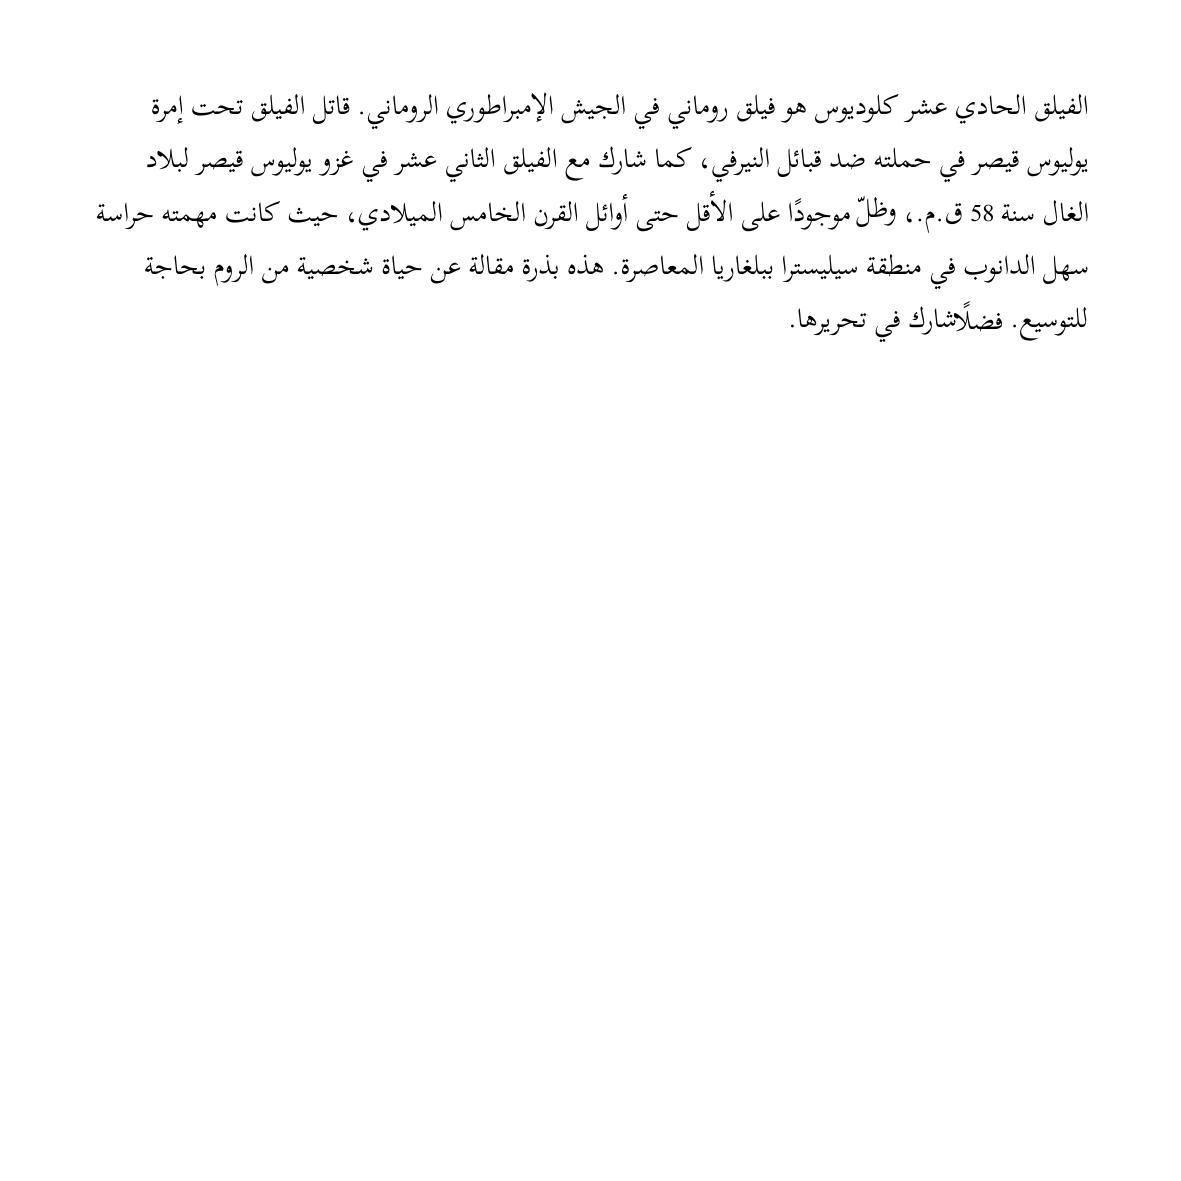 الفيلق الحادي عشر كلوديوس هو فيلق روماني في الجيش الإمبراطوري الروماني. قاتل الفيلق تحت إمرة
يوليوس قيصر في حملته ضد قبائل النيرفي، كما شارك مع الفيلق الثاني عشر في غزو يوليوس قيصر لبلاد
الغال سنة 58 ق.م.، وظلّ موجودًا على الأقل حتى أوائل القرن الخامس الميلادي، حيث كانت مهمته حراسة
سهل الدانوب في منطقة سيليسترا ببلغاريا المعاصرة. هذه بذرة مقالة عن حياة شخصية من الروم بحاجة
للتوسيع. فضلًاشارك في تحريرها.